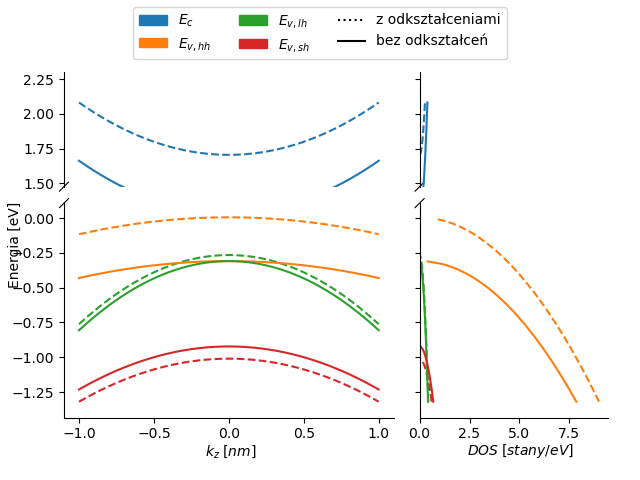 E_c E_{v,lh} z odkształceniami
E_{v,hh} E_{v,sh} bez odkształceń
Energia [eV]
2.25
2.00
1.75
1.50
0.00
−0.25
−0.50
−0.75
−1.00
−1.25
−1.0 −0.5 0.0 0.5 1.0
k_z [nm]
0.0 2.5 5.0 7.5
DOS [stany/eV]